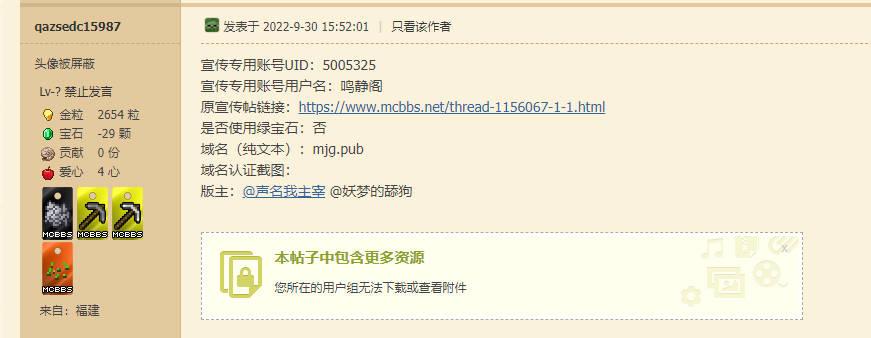 qazsedc15987
发表于 2022-9-30 15:52:01 | 只看该作者
头像被屏蔽
Lv-? 禁止发言
金粒 2654 粒
宝石 -29 颗
贡献 0 份
爱心 4 心
MCBBS MCBBS MCBBS
MCBBS
来自：福建
宣传专用账号UID：5005325
宣传专用账号用户名：鸣静阁
原宣传帖链接：https://www.mcbbs.net/thread-1156067-1-1.html
是否使用绿宝石：否
域名（纯文本）：mjg.pub
域名认证截图：
版主：@声名我主宰 @妖梦的舔狗
本帖子中包含更多资源
x
您所在的用户组无法下载或查看附件